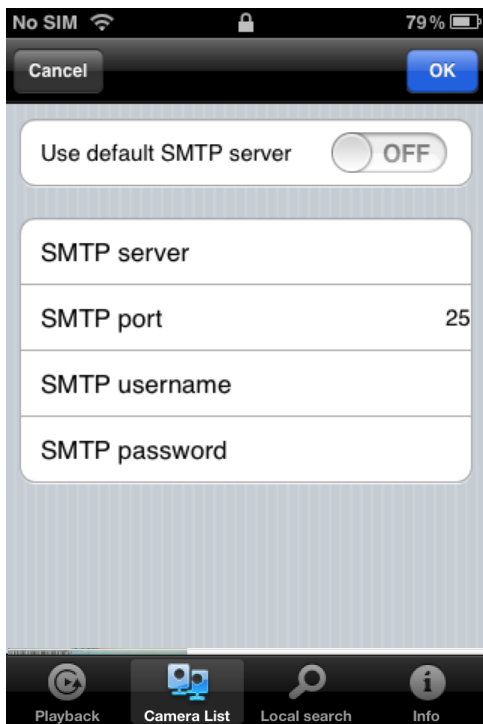 No SIM 79%
Cancel OK
Use default SMTP server OFF
SMTP server
SMTP port 25
SMTP username
SMTP password
Playback Camera List Local search Info